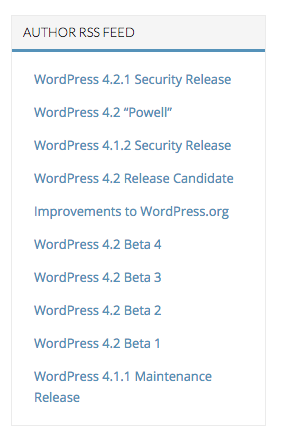 AUTHOR RSS FEED
WordPress 4.2.1 Security Release
WordPress 4.2 “Powell”
WordPress 4.1.2 Security Release
WordPress 4.2 Release Candidate
Improvements to WordPress.org
WordPress 4.2 Beta 4
WordPress 4.2 Beta 3
WordPress 4.2 Beta 2
WordPress 4.2 Beta 1
WordPress 4.1.1 Maintenance
Release